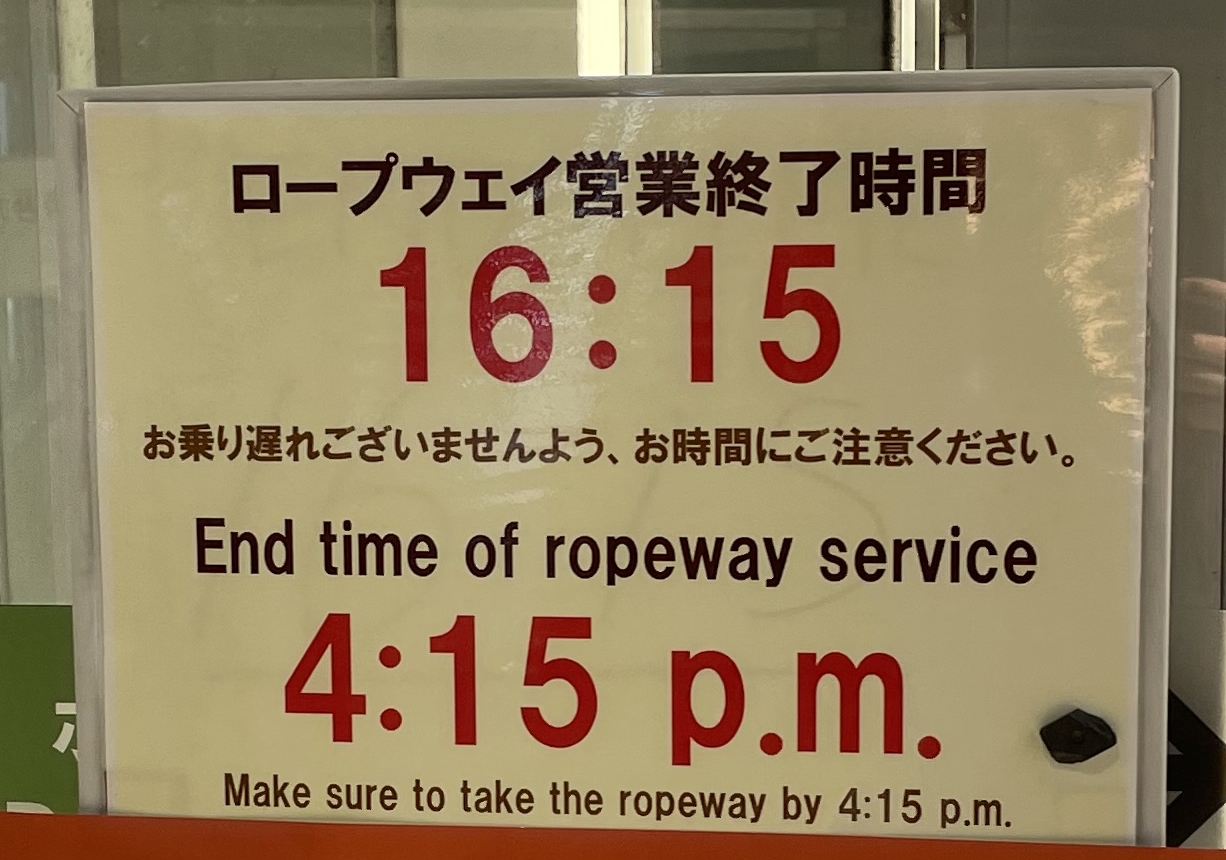 ロープウェイ営業終了時間
16:15
お乗り遅れございませんよう、お時間にご注意ください。
End time of ropeway service
4:15 p.m.
Make sure to take the ropeway by 4:15 p.m.